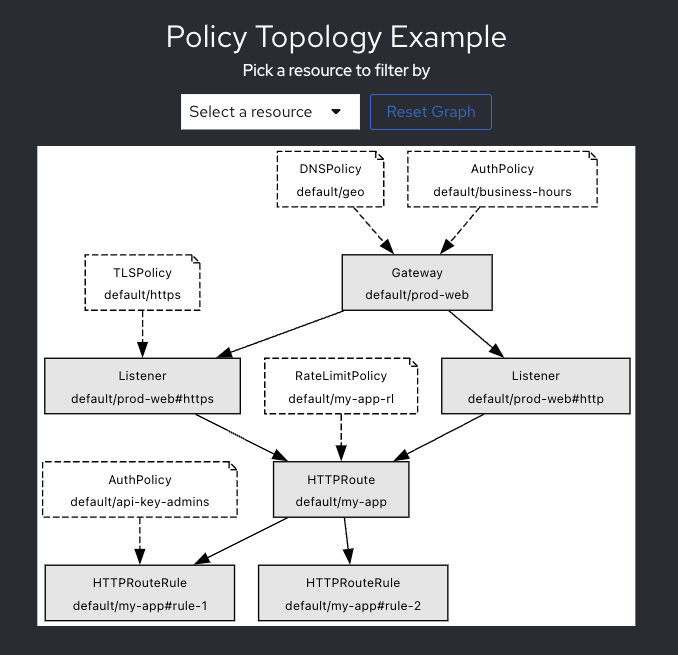 Policy Topology Example
Pick a resource to filter by
Select a resource
Reset Graph
DNSPolicy
default/geo
AuthPolicy
default/business-hours
TLSPolicy
default/https
Gateway
default/prod-web
Listener
default/prod-web#https
RateLimitPolicy
default/my-app-rl
Listener
default/prod-web#http
AuthPolicy
default/api-key-admins
HTTPRoute
default/my-app
HTTPRouteRule
default/my-app#rule-1
HTTPRouteRule
default/my-app#rule-2